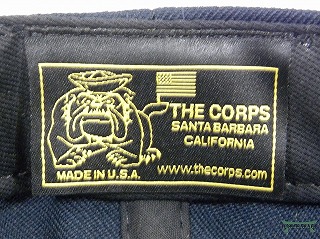 THE CORPS
SANTA BARBARA
CALIFORNIA
MADE IN U.S.A.
www.thecorps.com